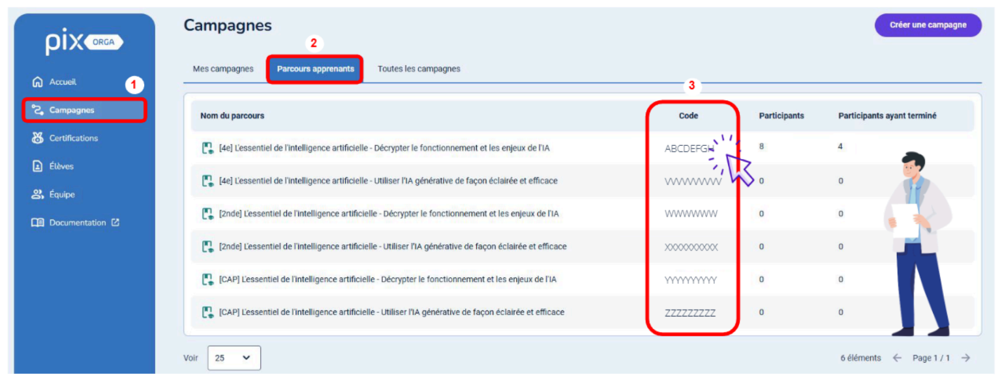 pix ORGA
Accueil
1
Campagnes
Certifications
Élèves
Équipe
Documentation
Campagnes
Créer une campagne
2
Mes campagnes Parcours apprenants Toutes les campagnes
3
Nom du parcours Code Participants Participants ayant terminé
[4e] L'essentiel de l'intelligence artificielle - Décrypter le fonctionnement et les enjeux de l'IA ABCDEFGH 8 4
[4e] L'essentiel de l'intelligence artificielle - Utiliser l'IA générative de façon éclairée et efficace VVVVVVVVVV 0 0
[2nde] L'essentiel de l'intelligence artificielle - Décrypter le fonctionnement et les enjeux de l'IA WWWWWWW 0 0
[2nde] L'essentiel de l'intelligence artificielle - Utiliser l'IA générative de façon éclairée et efficace XXXXXXXXXX 0 0
[CAP] L'essentiel de l'intelligence artificielle - Décrypter le fonctionnement et les enjeux de l'IA YYYYYYYYYY 0 0
[CAP] L'essentiel de l'intelligence artificielle - Utiliser l'IA générative de façon éclairée et efficace ZZZZZZZZZ 0 0
Voir 25
6 éléments Page 1 / 1